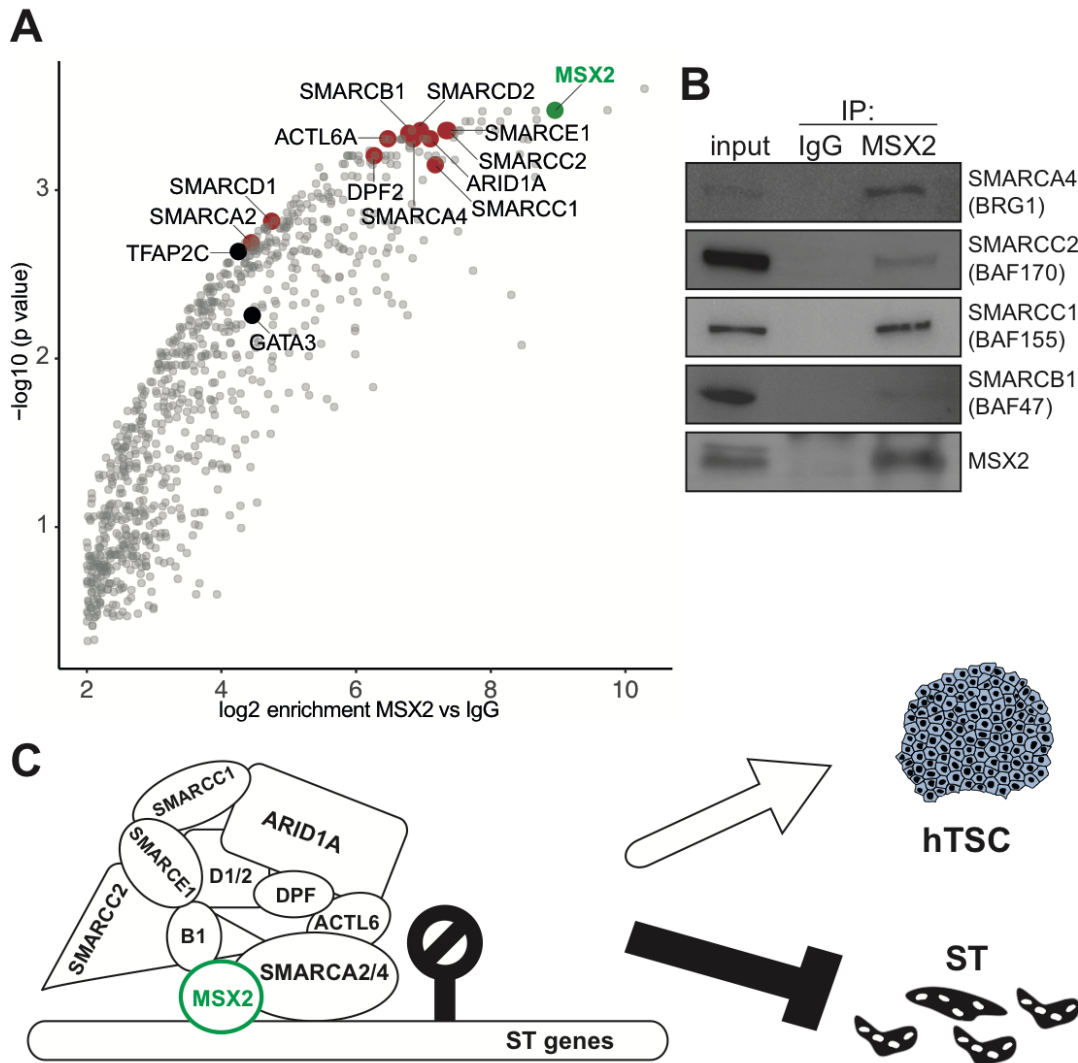 A
MSX2
SMARCB1
SMARCD2
ACTL6A
SMARCE1
SMARCC2
DPF2
ARID1A
SMARCA4
SMARCC1
SMARCD1
SMARCA2
TFAP2C
GATA3
3
2
1
−log10 (p value)
2 4 6 8 10
log2 enrichment MSX2 vs IgG
B
IP:
input IgG MSX2
SMARCA4
(BRG1)
SMARCC2
(BAF170)
SMARCC1
(BAF155)
SMARCB1
(BAF47)
MSX2
C
SMARCC1
ARID1A
SMARCE1
D1/2
DPF
SMARCC2
B1
ACTL6
SMARCA2/4
MSX2
ST genes
hTSC
ST